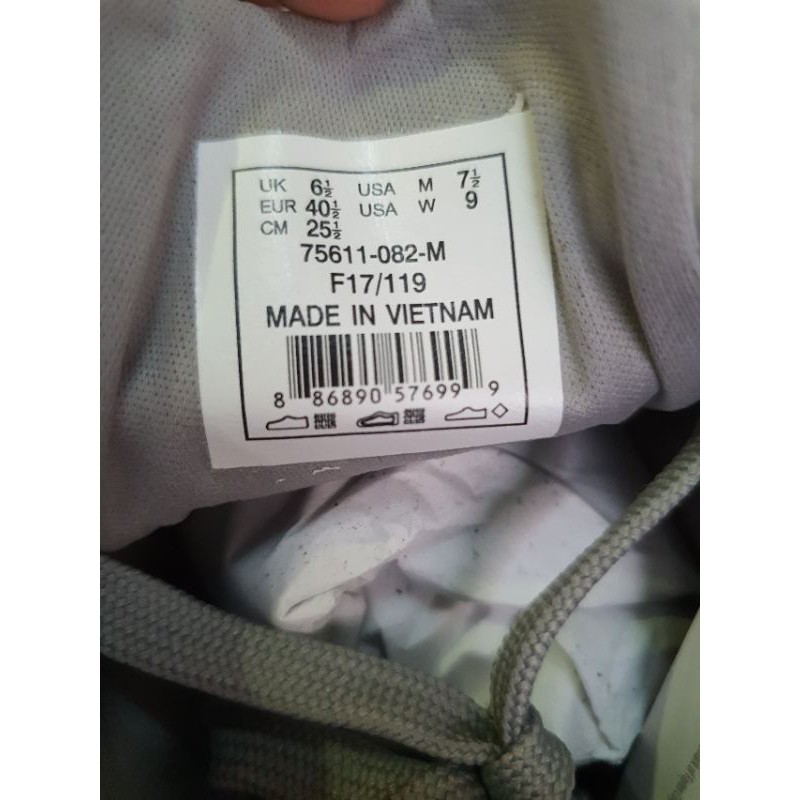 UK 6½ USA M 7½
EUR 40½ USA W 9
CM 25½
75611-082-M
F17/119
MADE IN VIETNAM
8 86890 57699 9